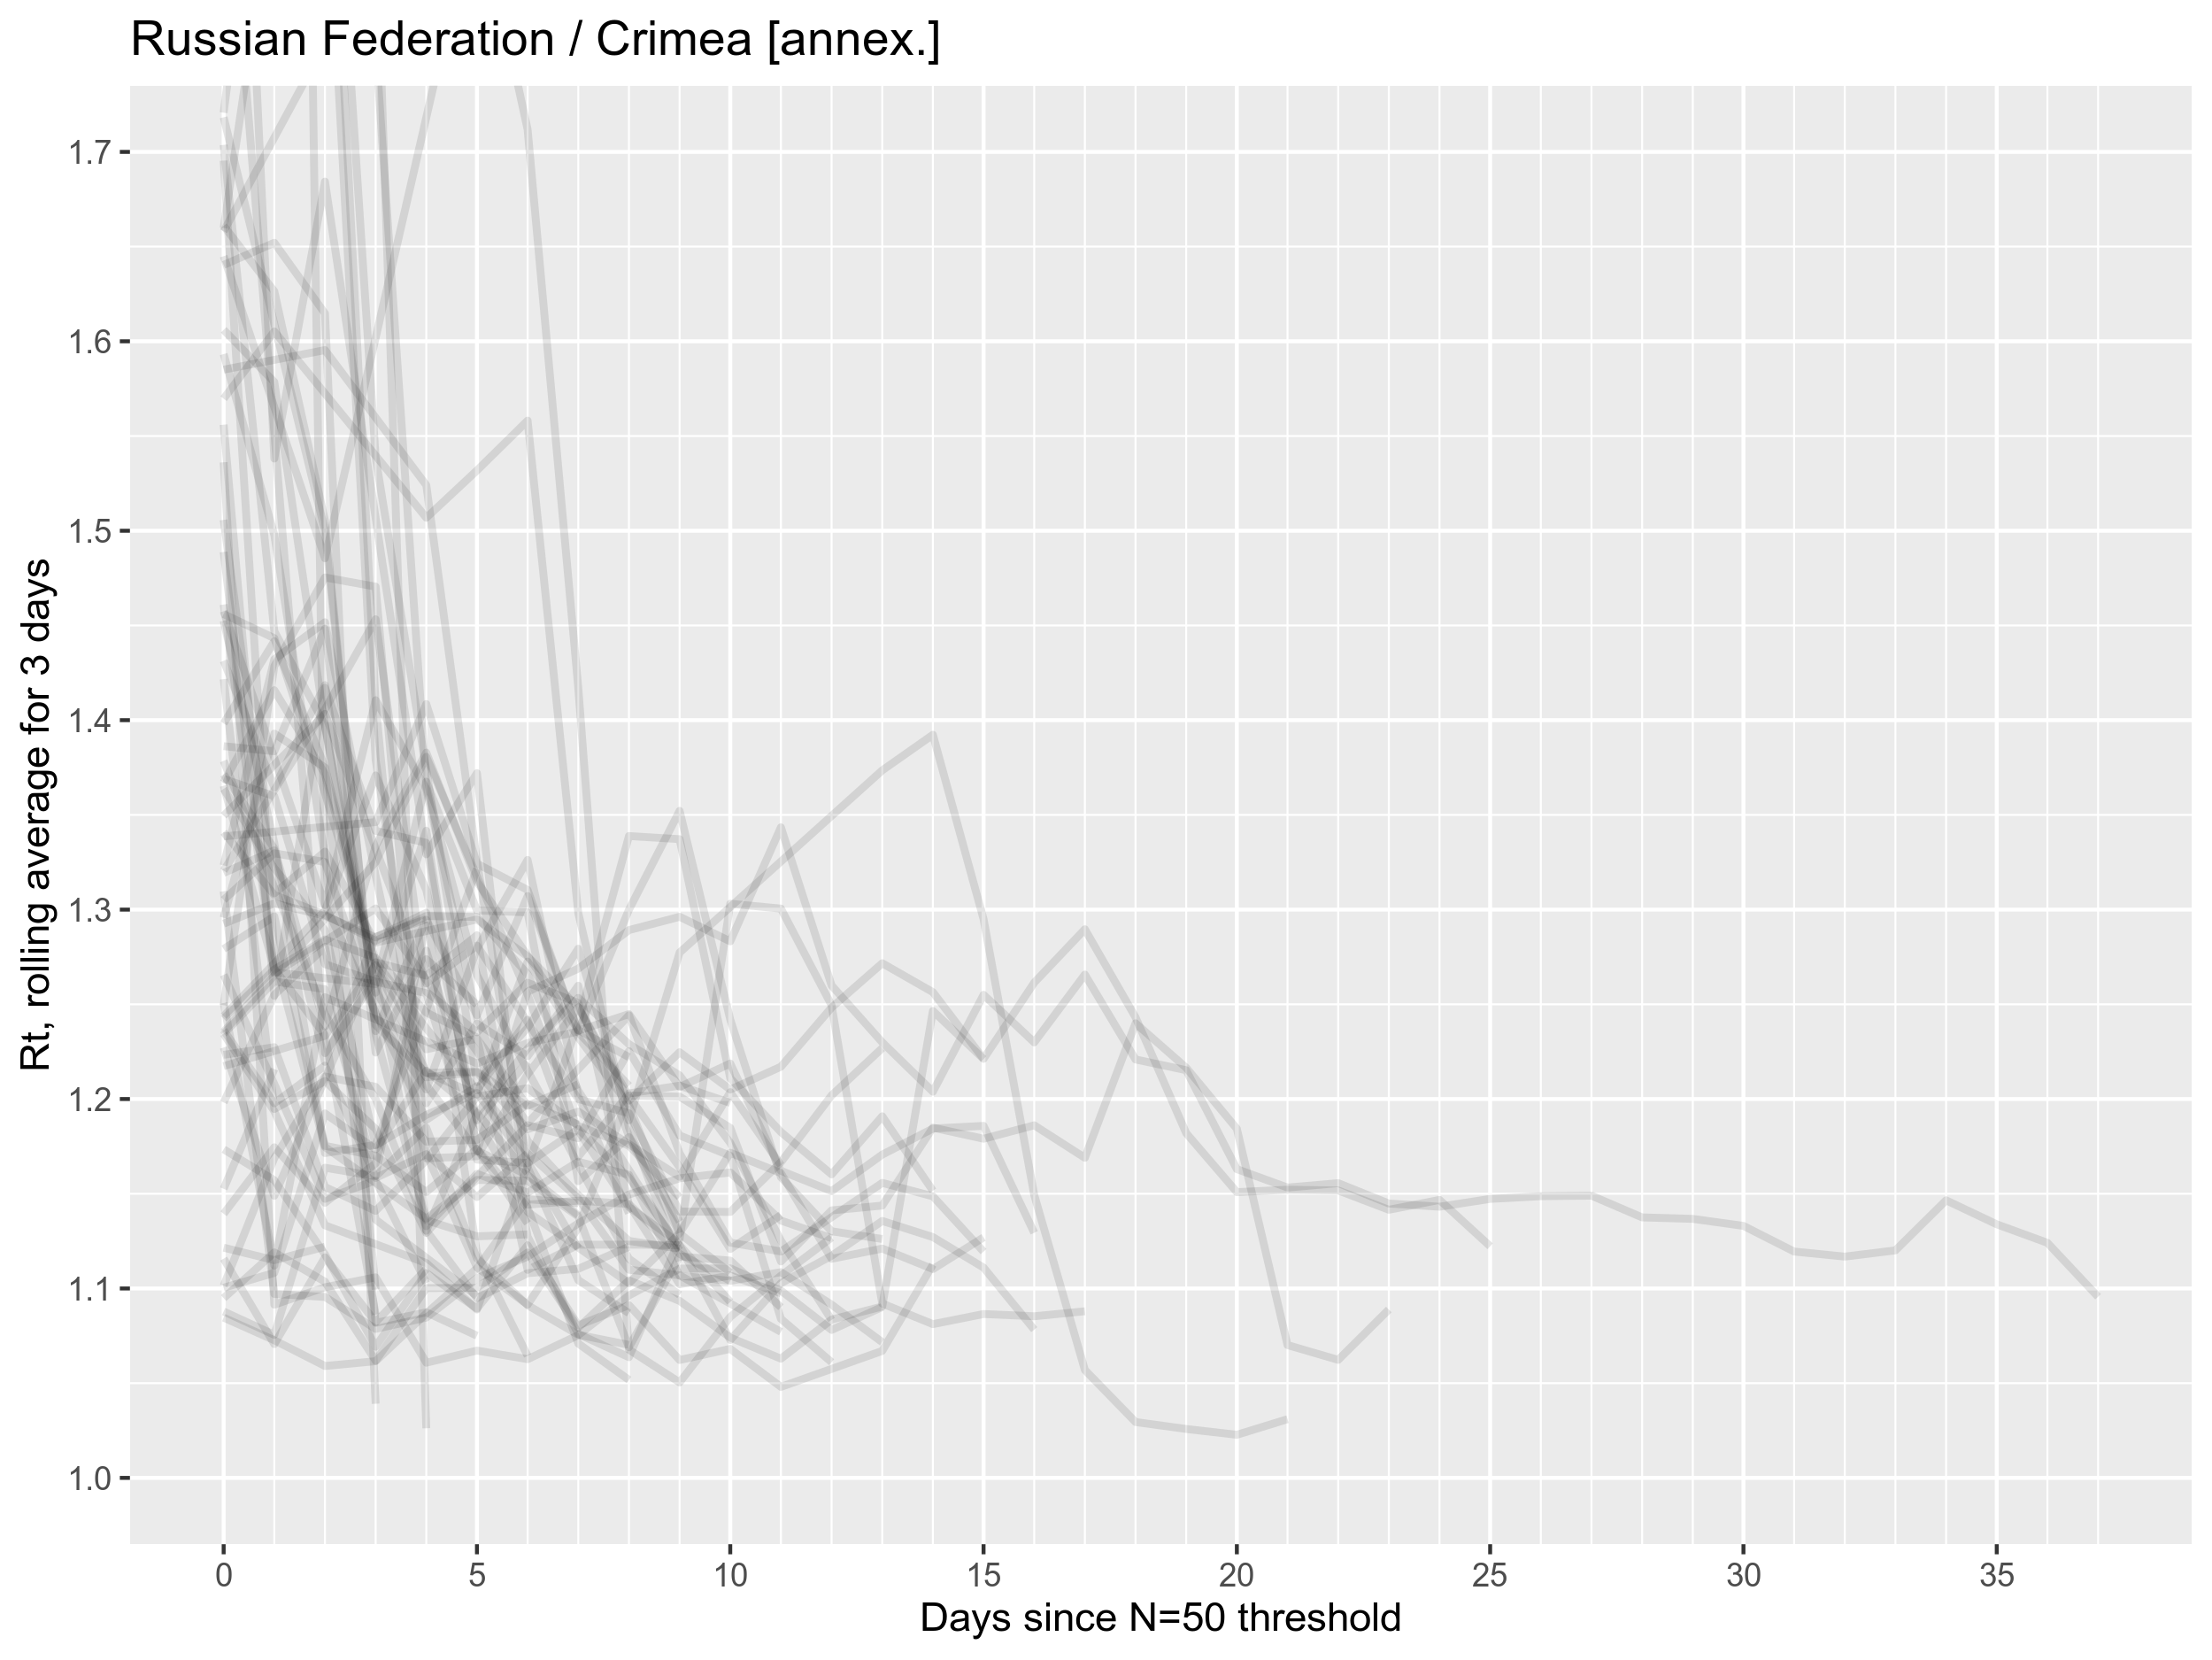 Russian Federation / Crimea [annex.]
Rt, rolling average for 3 days
1.7
1.6
1.5
1.4
1.3
1.2
1.1
1.0
0 5 10 15 20 25 30 35
Days since N=50 threshold